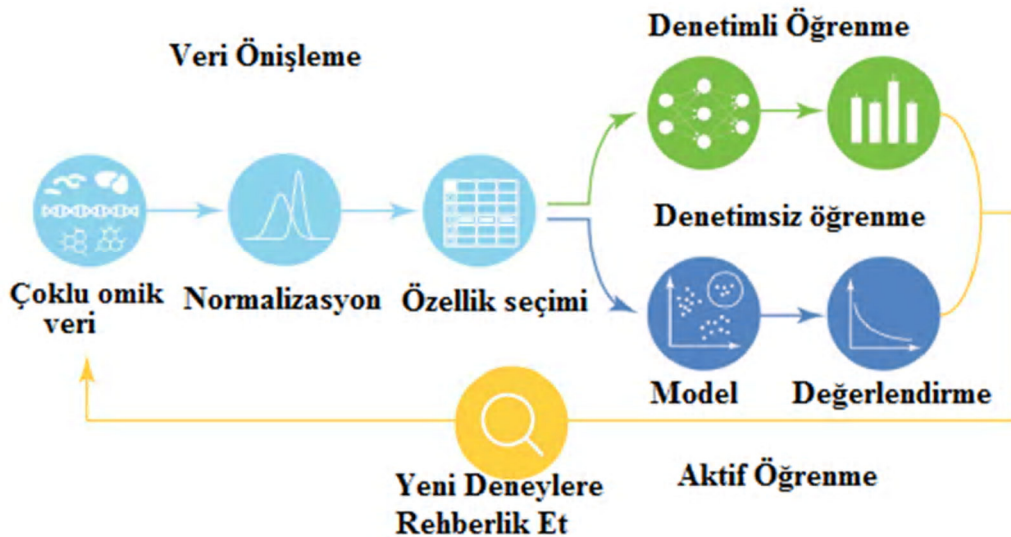 Veri Önişleme
Denetimli Öğrenme
Denetimsiz öğrenme
Çoklu omik
veri
Normalizasyon
Özellik seçimi
Model
Değerlendirme
Yeni Deneylere
Rehberlik Et
Aktif Öğrenme